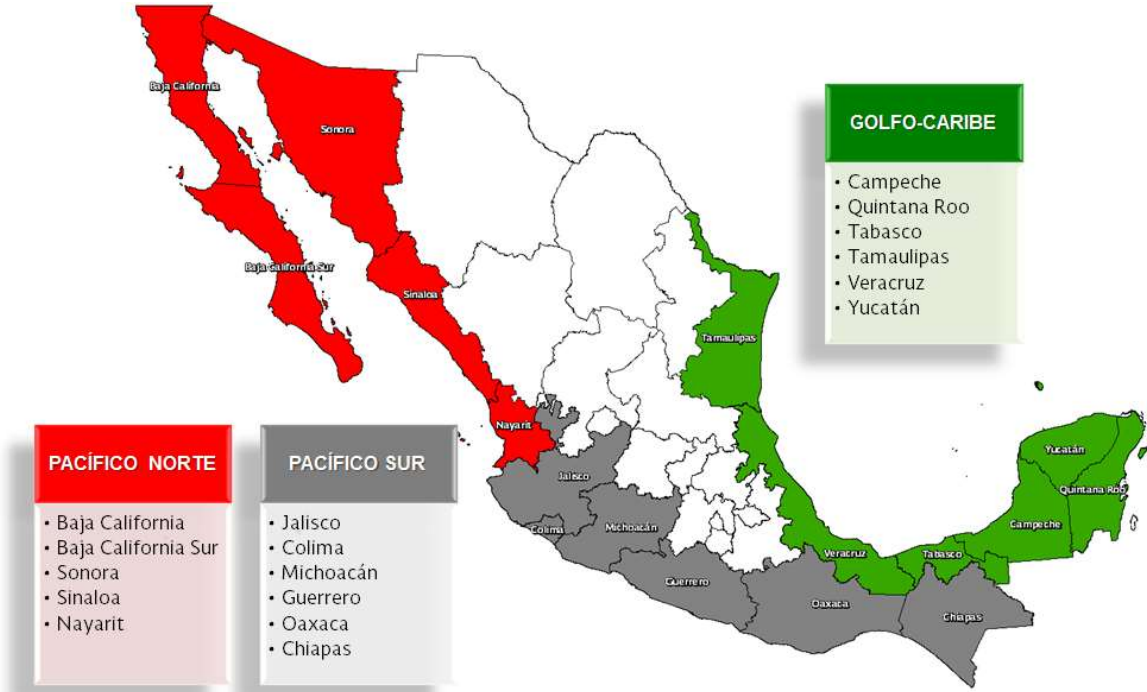 Baja California
Sonora
Baja California Sur
Sinaloa
Nayarit
Tamaulipas
Jalisco
Colima
Michoacán
Guerrero
Veracruz
Oaxaca
Tabasco
Chiapas
Campeche
Yucatán
Quintana Roo
GOLFO-CARIBE
• Campeche
• Quintana Roo
• Tabasco
• Tamaulipas
• Veracruz
• Yucatán
PACÍFICO NORTE
• Baja California
• Baja California Sur
• Sonora
• Sinaloa
• Nayarit
PACÍFICO SUR
• Jalisco
• Colima
• Michoacán
• Guerrero
• Oaxaca
• Chiapas